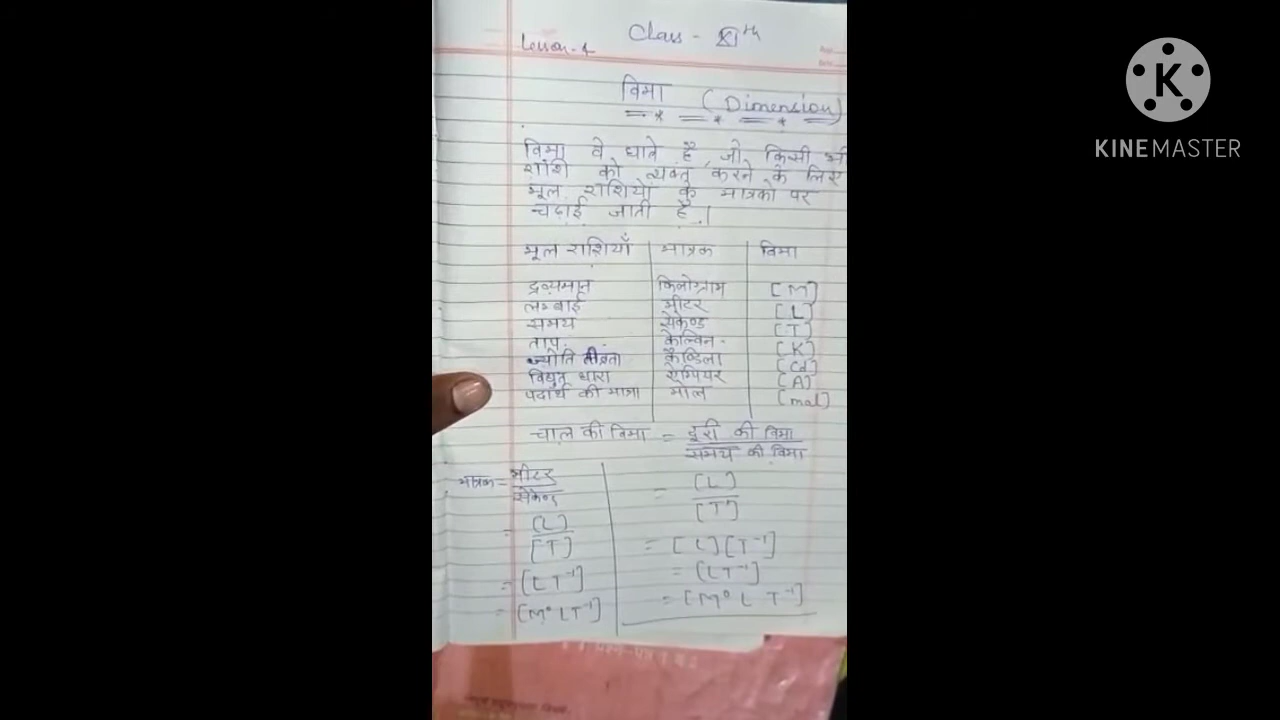 Class - XIth
Lesson-1
विमा (Dimension)
विमा वे घाते है, जो किसी भी
राशि को व्यक्त करने के लिए
मूल राशियो के मात्रको पर
चढ़ाई जाती है।
मूल राशियाँ मात्रक विमा
द्रव्यमान किलोग्राम [M]
लम्बाई मीटर [L]
समय सेकेण्ड [T]
ताप केल्विन [K]
ज्योति तीव्रता कैण्डिला [Cd]
विद्युत धारा ऐम्पियर [A]
पदार्थ की मात्रा मोल [mol]
चाल की विमा = दूरी की विमा
समय की विमा
मात्रक = मीटर
सेकेण्ड
= [L]
[T]
= [LT⁻¹]
= [M⁰LT⁻¹]
= [L]
[T]
= [L][T⁻¹]
= [LT⁻¹]
= [M⁰ L T⁻¹]
K
KINEMASTER